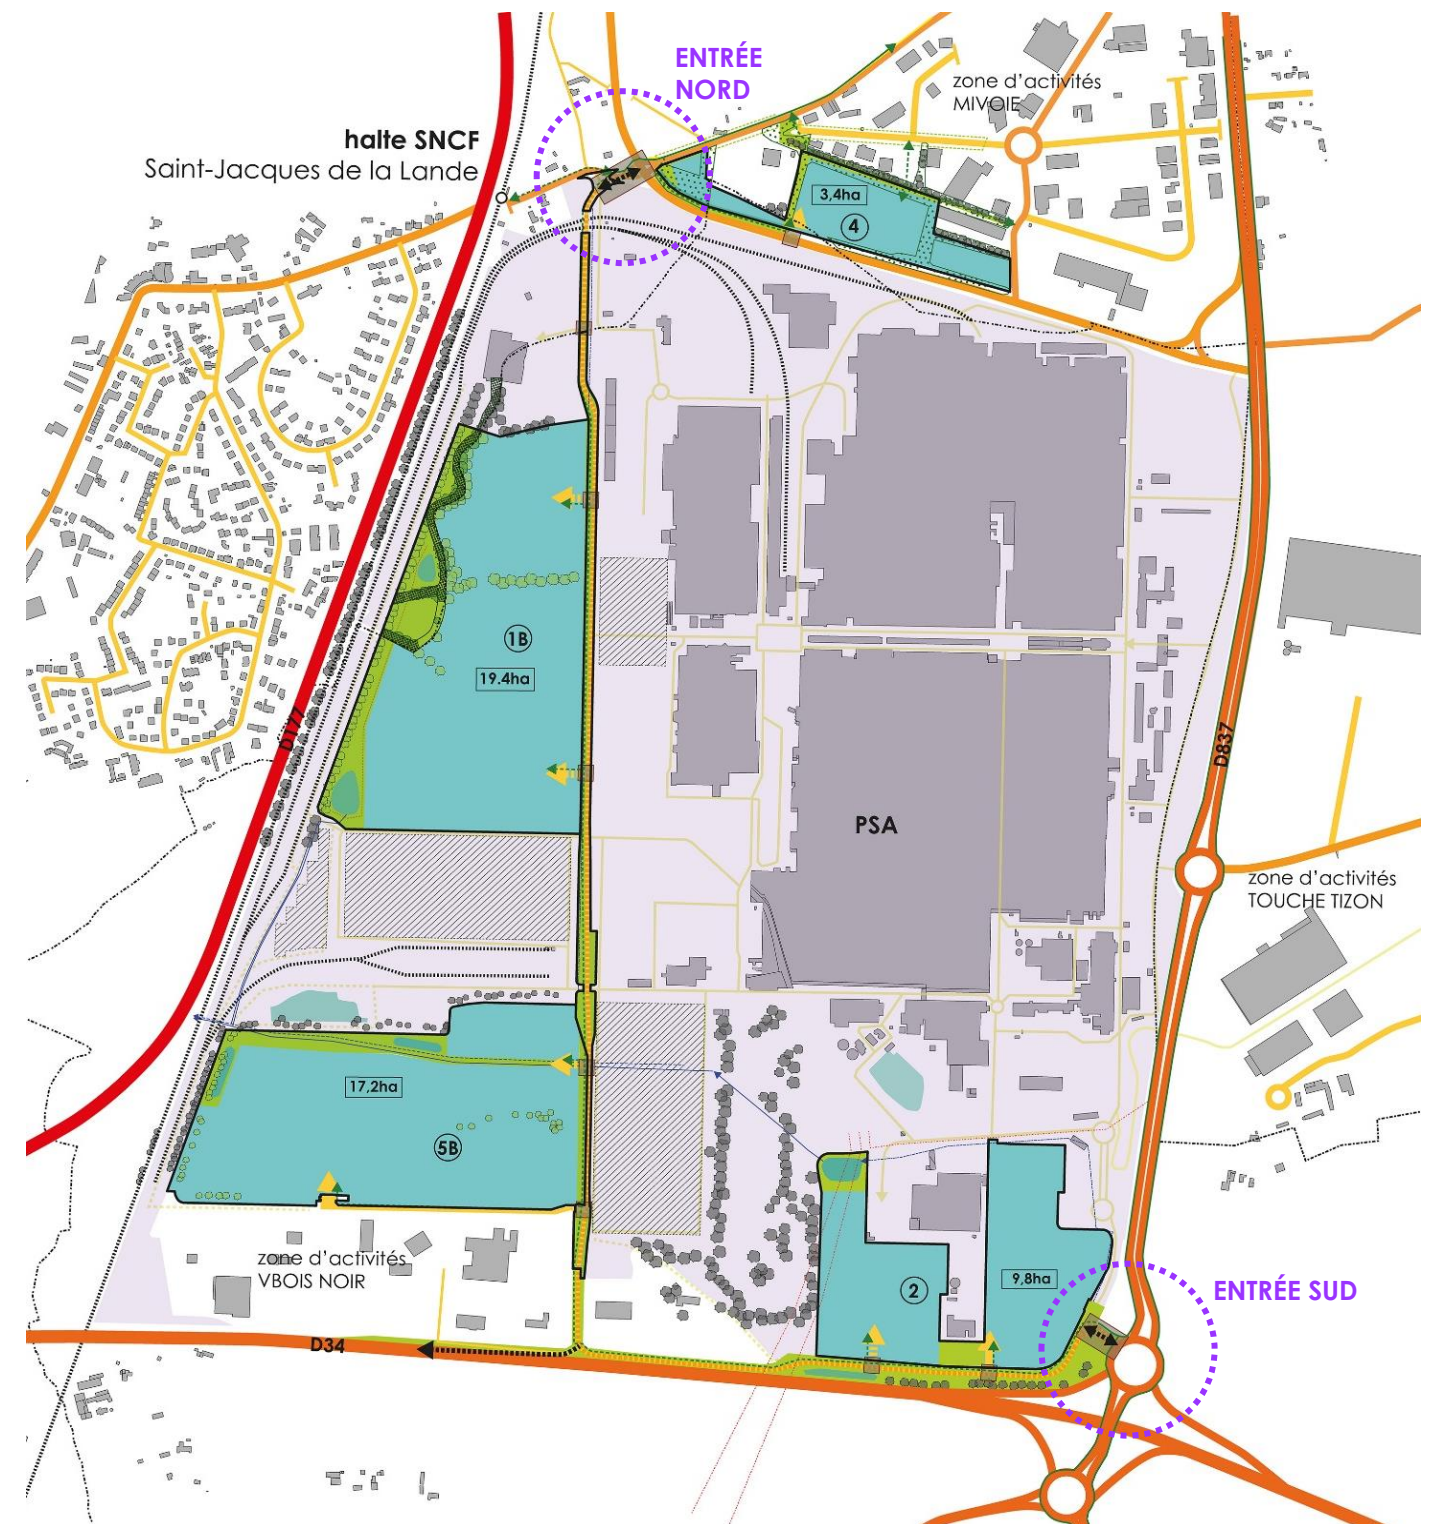 ENTRÉE
NORD
zone d'activités
MIVOIE
halte SNCF
Saint-Jacques de la Lande
3,4ha
4
1B
19.4ha
D177
D837
PSA
zone d'activités
TOUCHE TIZON
17,2ha
5B
zone d'activités
VBOIS NOIR
2
9,8ha
ENTRÉE SUD
D34